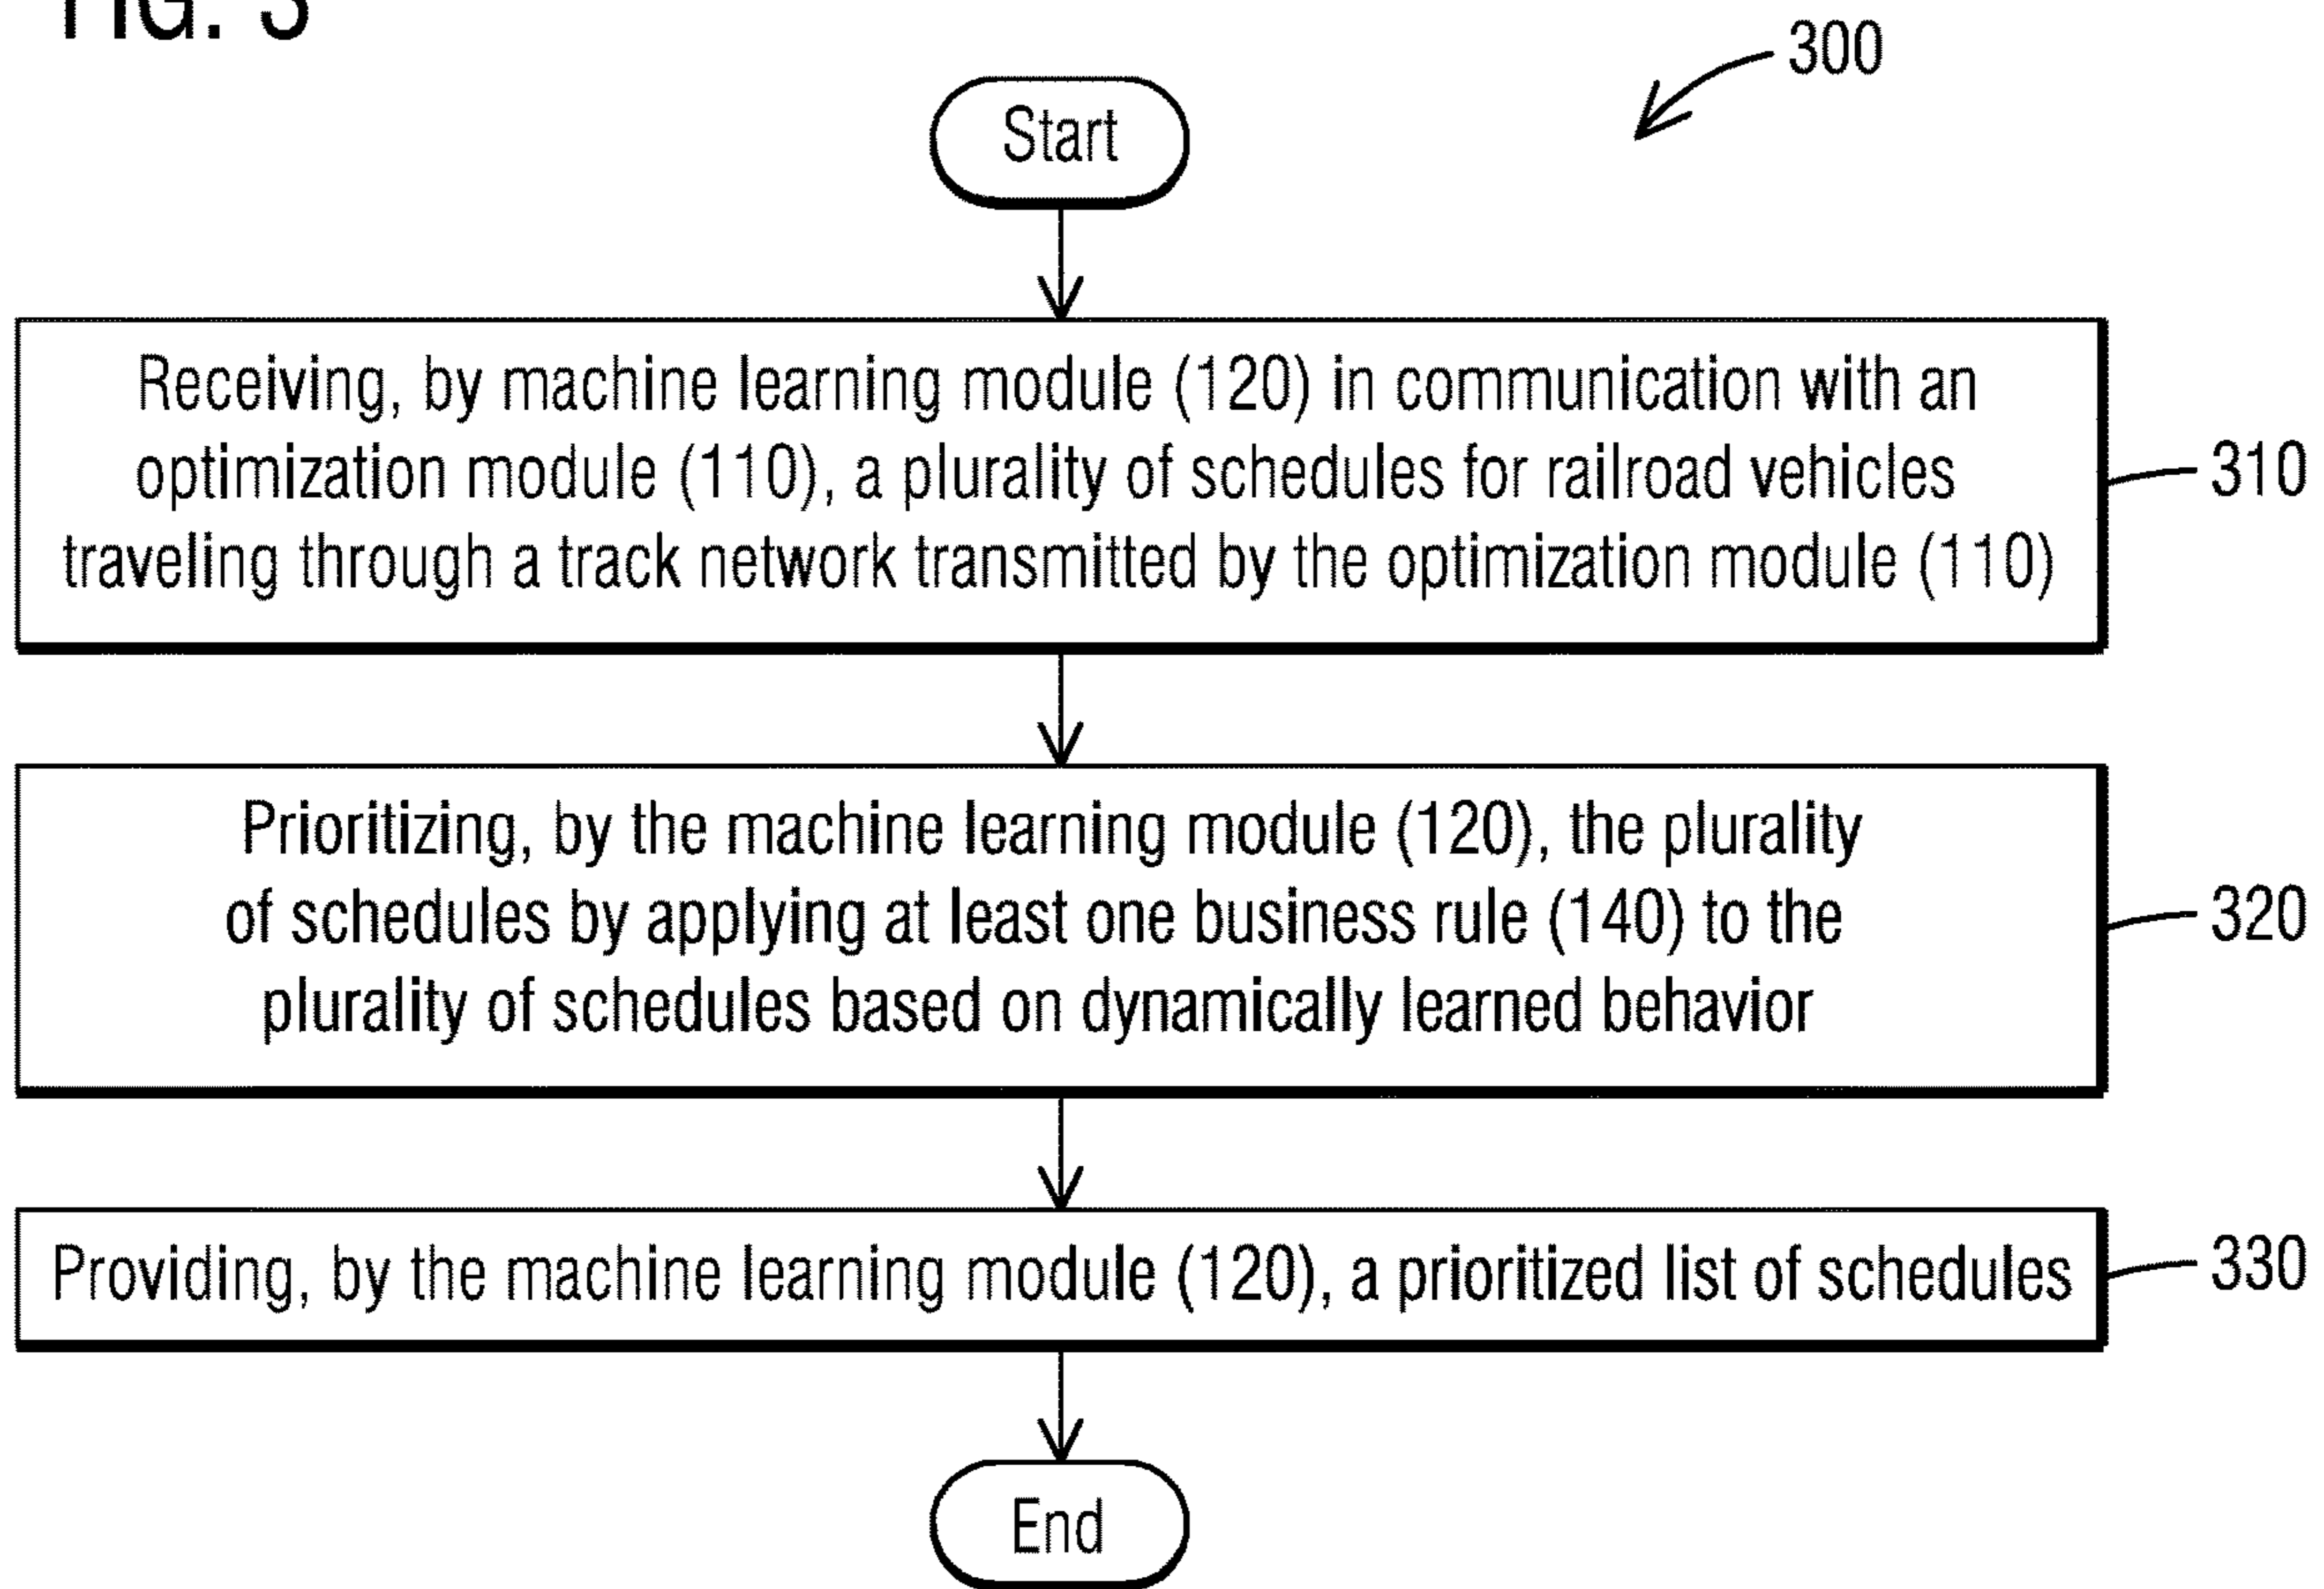 FIG. 3
300
Start
Receiving, by machine learning module (120) in communication with an
optimization module (110), a plurality of schedules for railroad vehicles
traveling through a track network transmitted by the optimization module (110)
310
Prioritizing, by the machine learning module (120), the plurality
of schedules by applying at least one business rule (140) to the
plurality of schedules based on dynamically learned behavior
320
Providing, by the machine learning module (120), a prioritized list of schedules
330
End